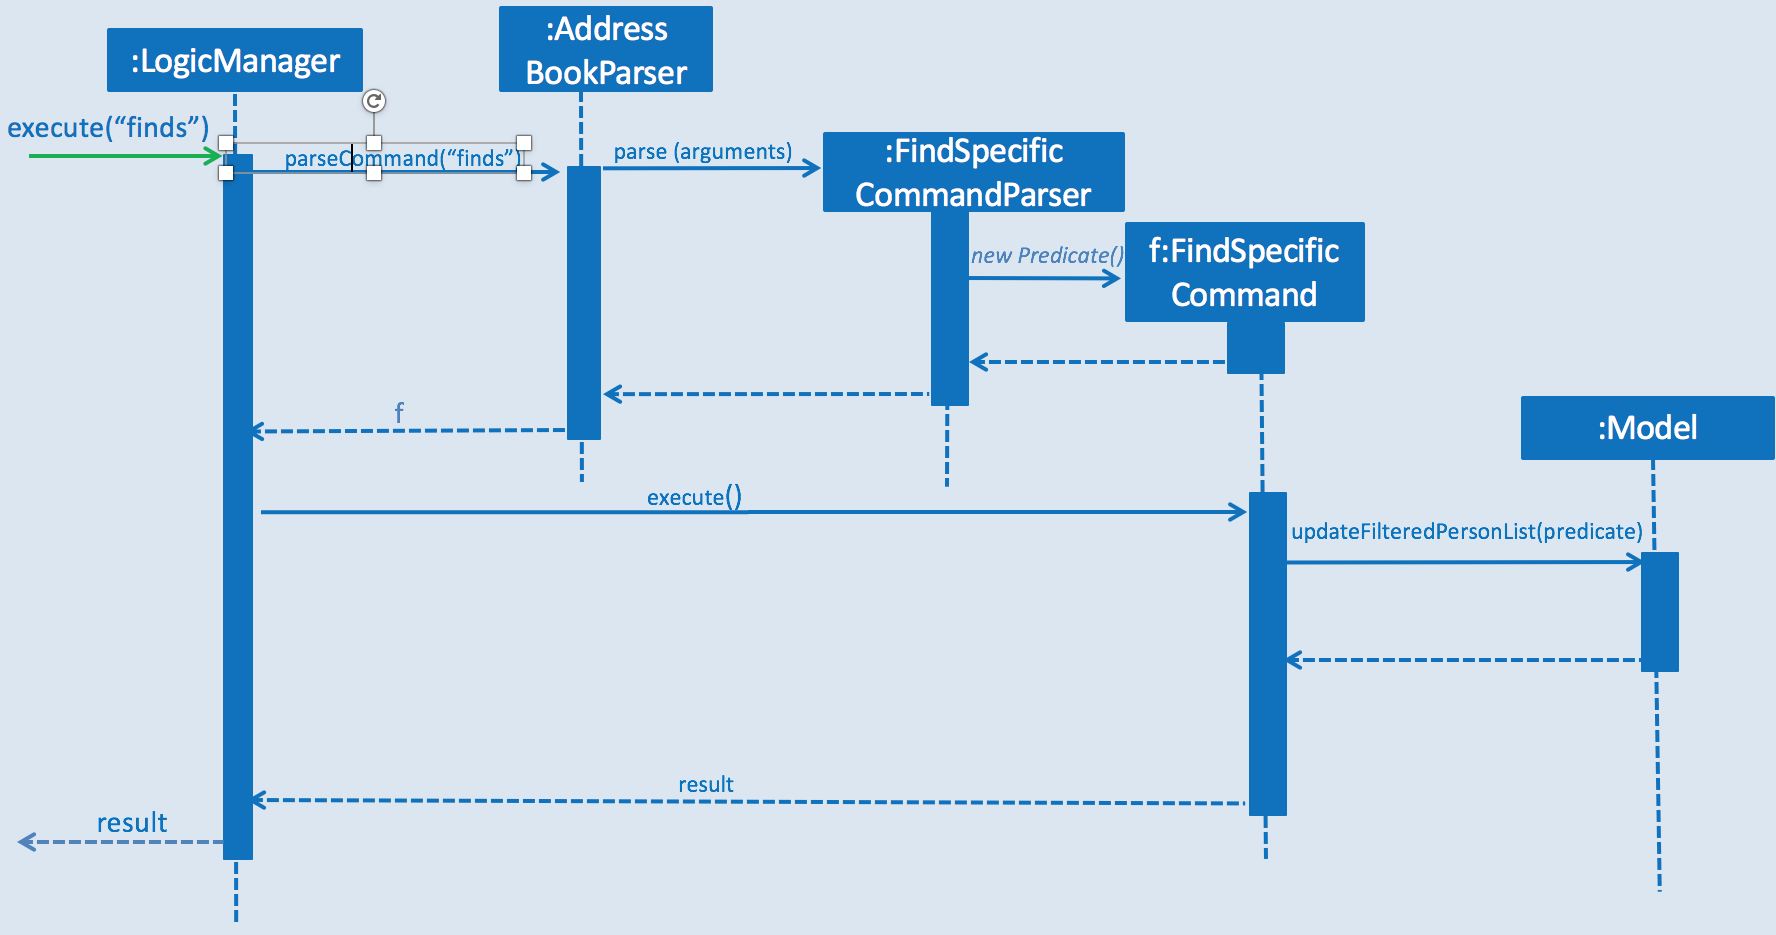 :LogicManager
:Address
BookParser
execute(“finds”)
parseCommand(“finds”)
parse (arguments)
:FindSpecific
CommandParser
new Predicate()
f:FindSpecific
Command
f
:Model
execute()
updateFilteredPersonList(predicate)
result
result